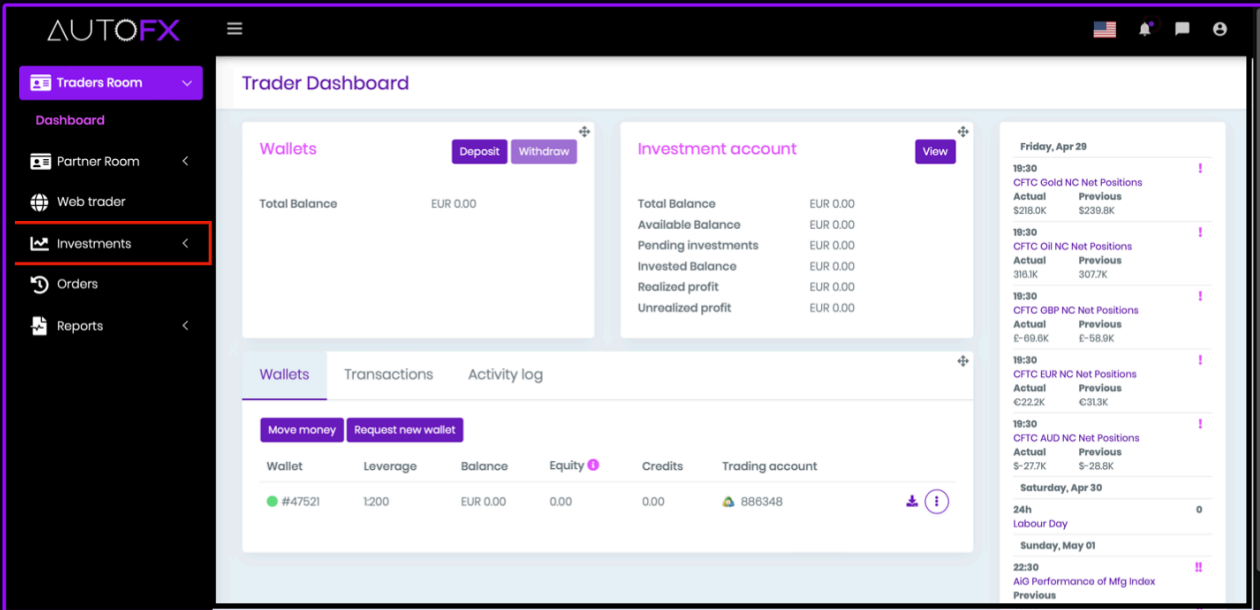 AUTOFX
Traders Room
Dashboard
Partner Room
Web trader
Investments
Orders
Reports
Trader Dashboard
Wallets
Deposit Withdraw
Total Balance EUR 0.00
Investment account
View
Total Balance EUR 0.00
Available Balance EUR 0.00
Pending investments EUR 0.00
Invested Balance EUR 0.00
Realized profit EUR 0.00
Unrealized profit EUR 0.00
Wallets Transactions Activity log
Move money Request new wallet
Wallet Leverage Balance Equity Credits Trading account
#47521 1:200 EUR 0.00 0.00 0.00 886348
Friday, Apr 29
19:30 !
CFTC Gold NC Net Positions
Actual Previous
$218.0K $239.8K
19:30 !
CFTC Oil NC Net Positions
Actual Previous
316.1K 307.7K
19:30 !
CFTC GBP NC Net Positions
Actual Previous
£-69.6K £-58.9K
19:30 !
CFTC EUR NC Net Positions
Actual Previous
€22.2K €31.3K
19:30 !
CFTC AUD NC Net Positions
Actual Previous
$-27.7K $-28.8K
Saturday, Apr 30
24h 0
Labour Day
Sunday, May 01
22:30 !!
AiG Performance of Mfg Index
Previous